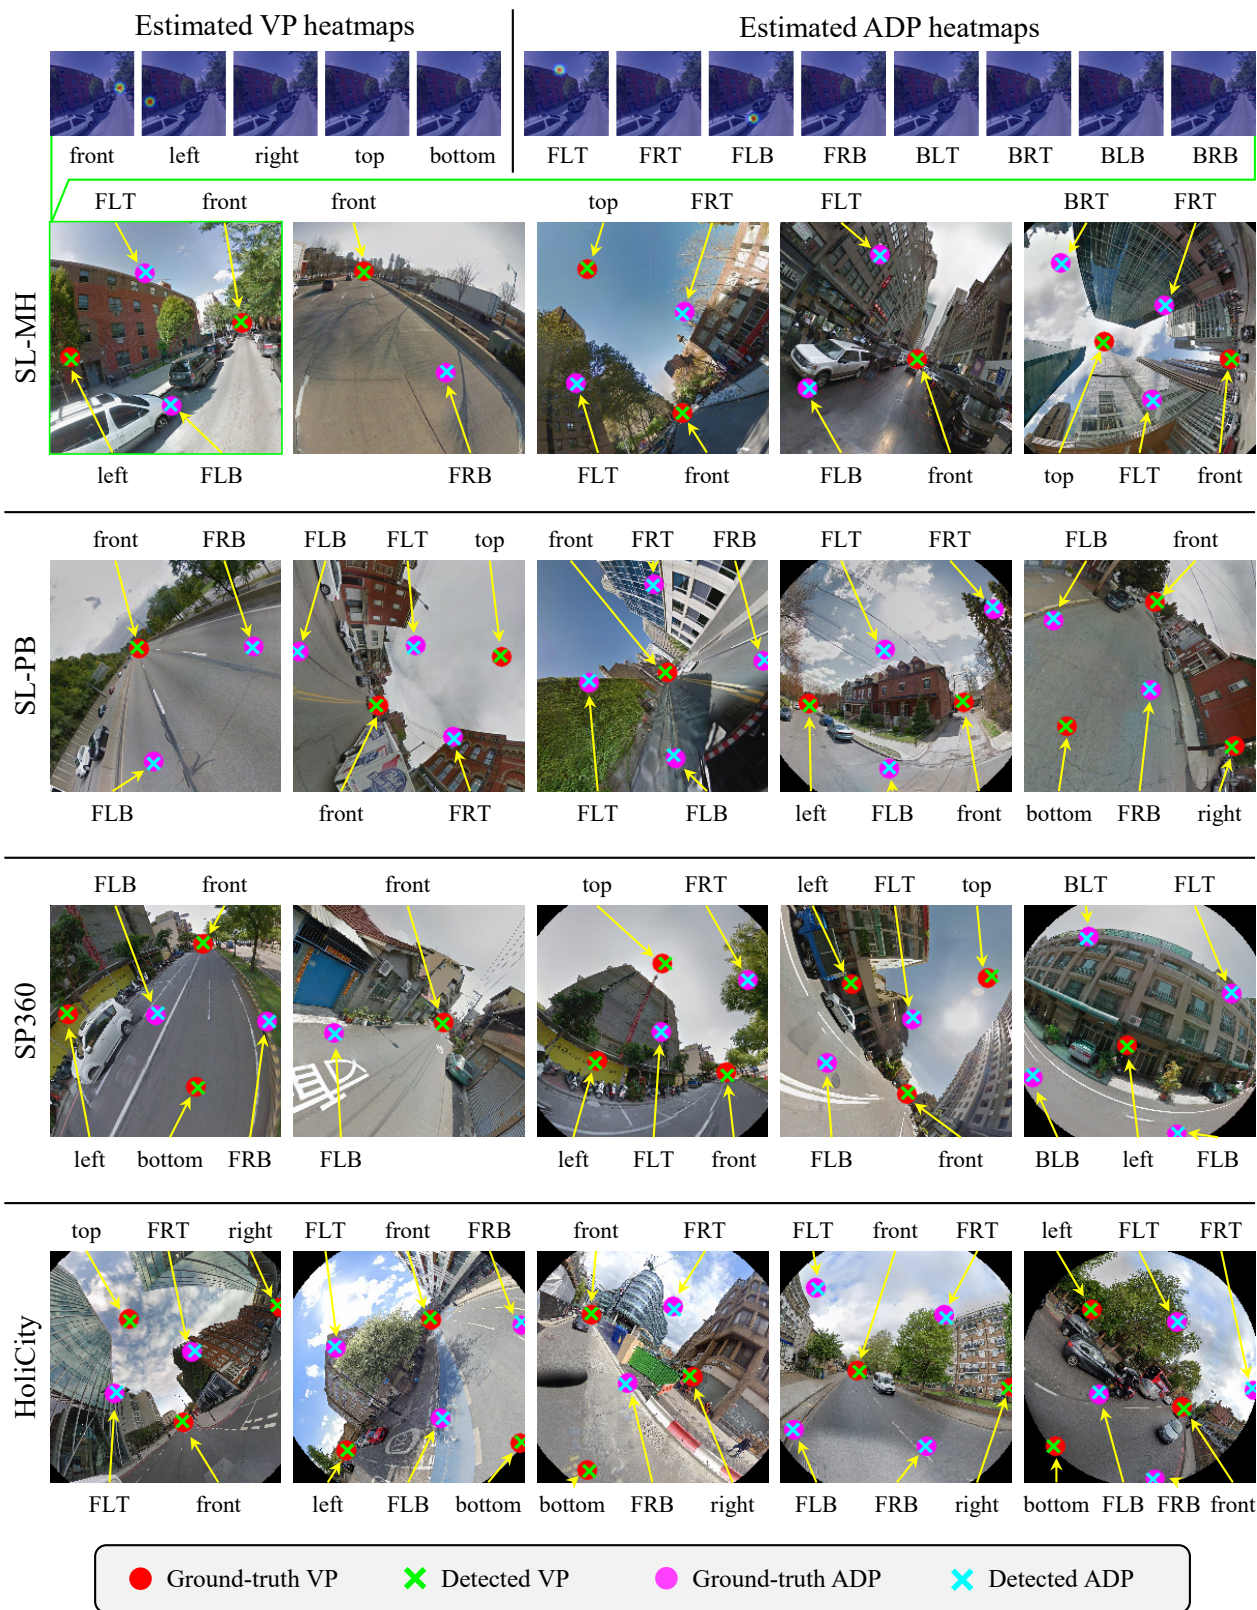 Estimated VP heatmaps Estimated ADP heatmaps
front left right top bottom FLT FRT FLB FRB BLT BRT BLB BRB
FLT front front top FRT FLT BRT FRT
SL-MH
left FLB FRB FLT front FLB front top FLT front
front FRB FLB FLT top front FRT FRB FLT FRT FLB front
SL-PB
FLB front FRT FLT FLB left FLB front bottom FRB right
FLB front front top FRT left FLT top BLT FLT
SP360
left bottom FRB FLB left FLT front FLB front BLB left FLB
top FRT right FLT front FRB front FRT FLT front FRT left FLT FRT
HoliCity
FLT front left FLB bottom bottom FRB right FLB FRB right bottom FLB FRB front
Ground-truth VP Detected VP Ground-truth ADP Detected ADP